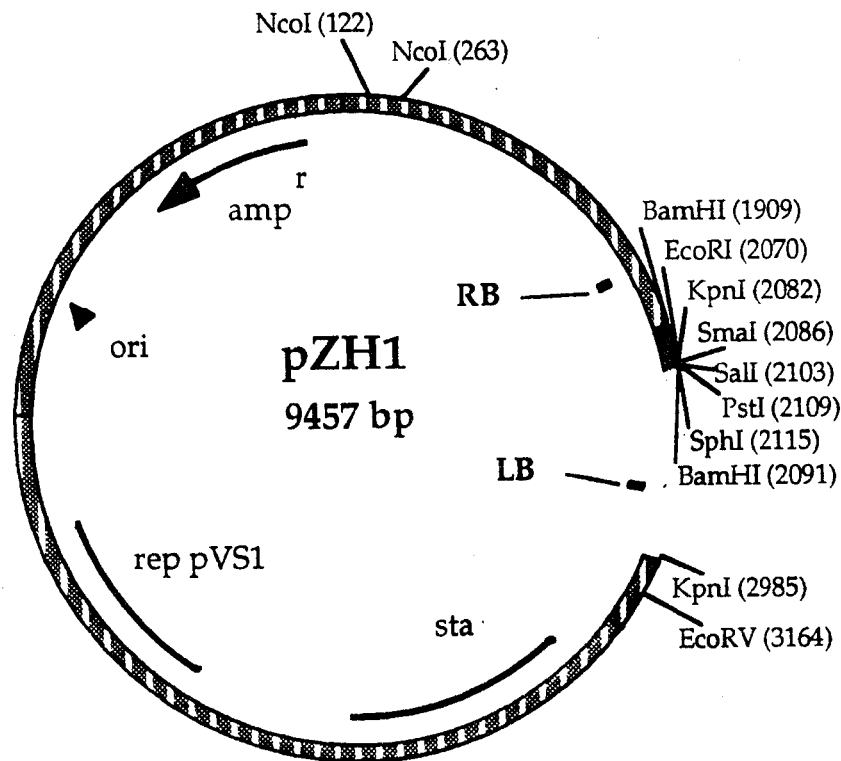 NcoI (122)
NcoI (263)
r
amp
BamHI (1909)
EcoRI (2070)
KpnI (2082)
RB
SmaI (2086)
ori
pZH1
SalI (2103)
9457 bp
PstI (2109)
SphI (2115)
LB
BamHI (2091)
rep pVS1
KpnI (2985)
sta
EcoRV (3164)